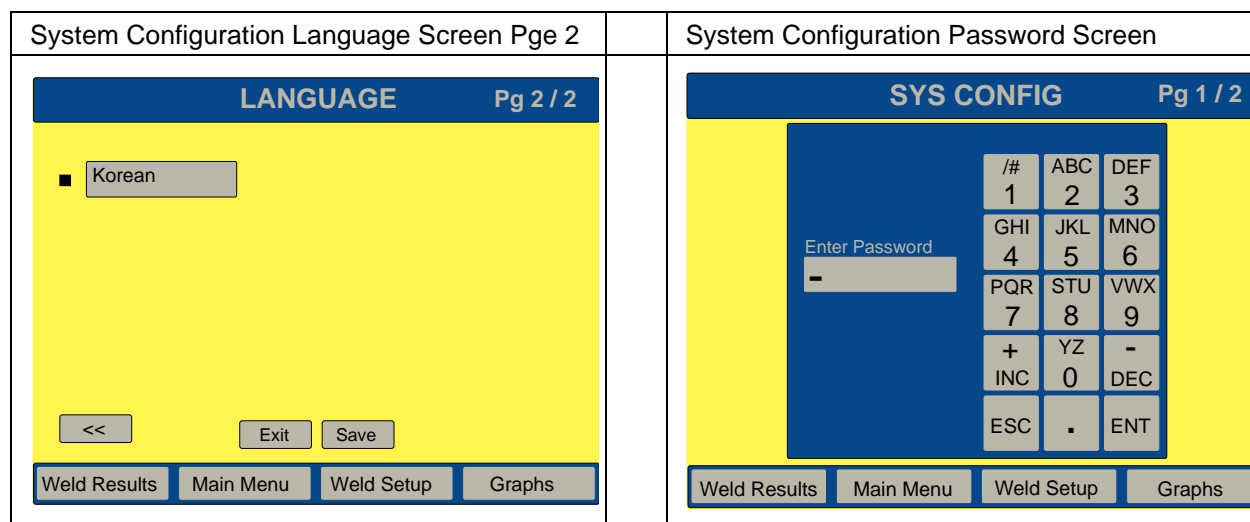 System Configuration Language Screen Pge 2
LANGUAGE Pg 2 / 2
Korean
<<
Exit Save
Weld Results Main Menu Weld Setup Graphs
System Configuration Password Screen
SYS CONFIG Pg 1 / 2
/# ABC DEF
1 2 3
GHI JKL MNO
4 5 6
Enter Password
-
PQR STU VWX
7 8 9
+ YZ -
INC 0 DEC
ESC . ENT
Weld Results Main Menu Weld Setup Graphs